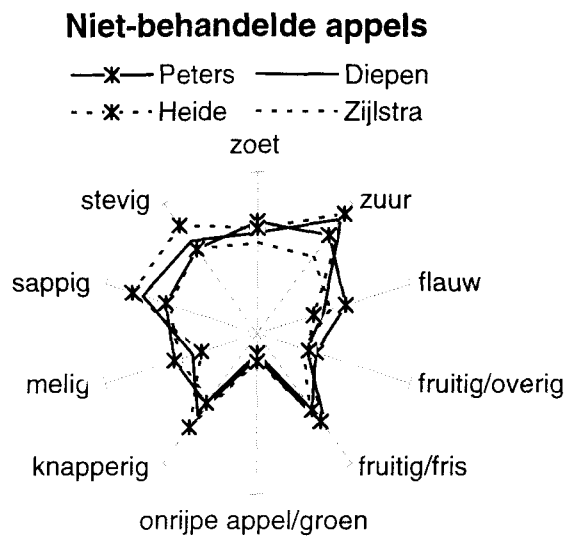 Niet-behandelde appels
Peters Diepen
Heide Zijlstra
zoet
stevig zuur
sappig flauw
melig fruitig/overig
knapperig fruitig/fris
onrijpe appel/groen